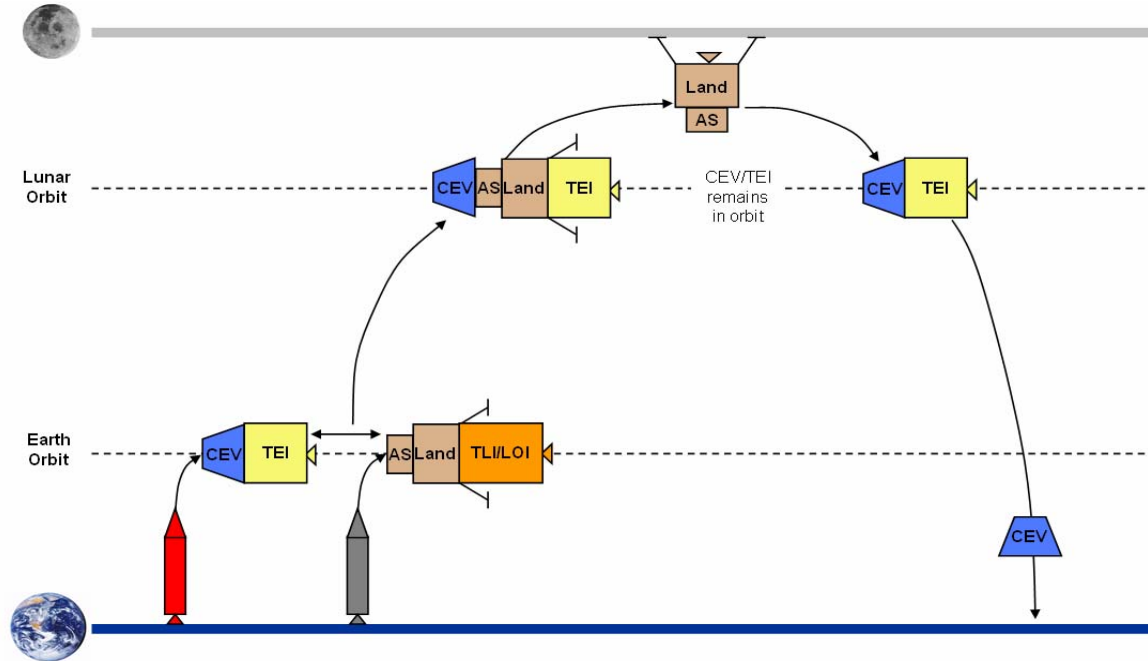 Land
AS
Lunar
Orbit
CEV
AS
Land
TEI
CEV/TEI
remains
in orbit
CEV
TEI
Earth
Orbit
CEV
TEI
AS
Land
TLI/LOI
CEV